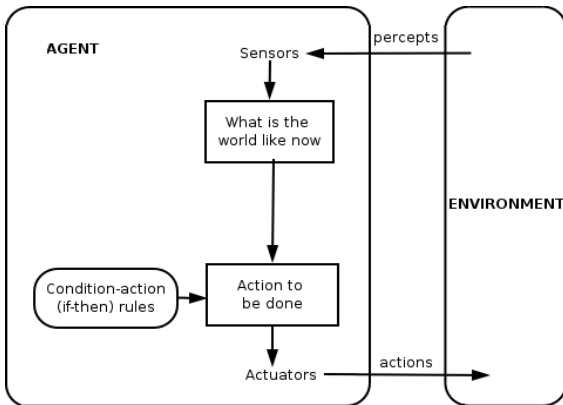 AGENT
Sensors
percepts
What is the
world like now
ENVIRONMENT
Condition-action
(if-then) rules
Action to
be done
Actuators
actions